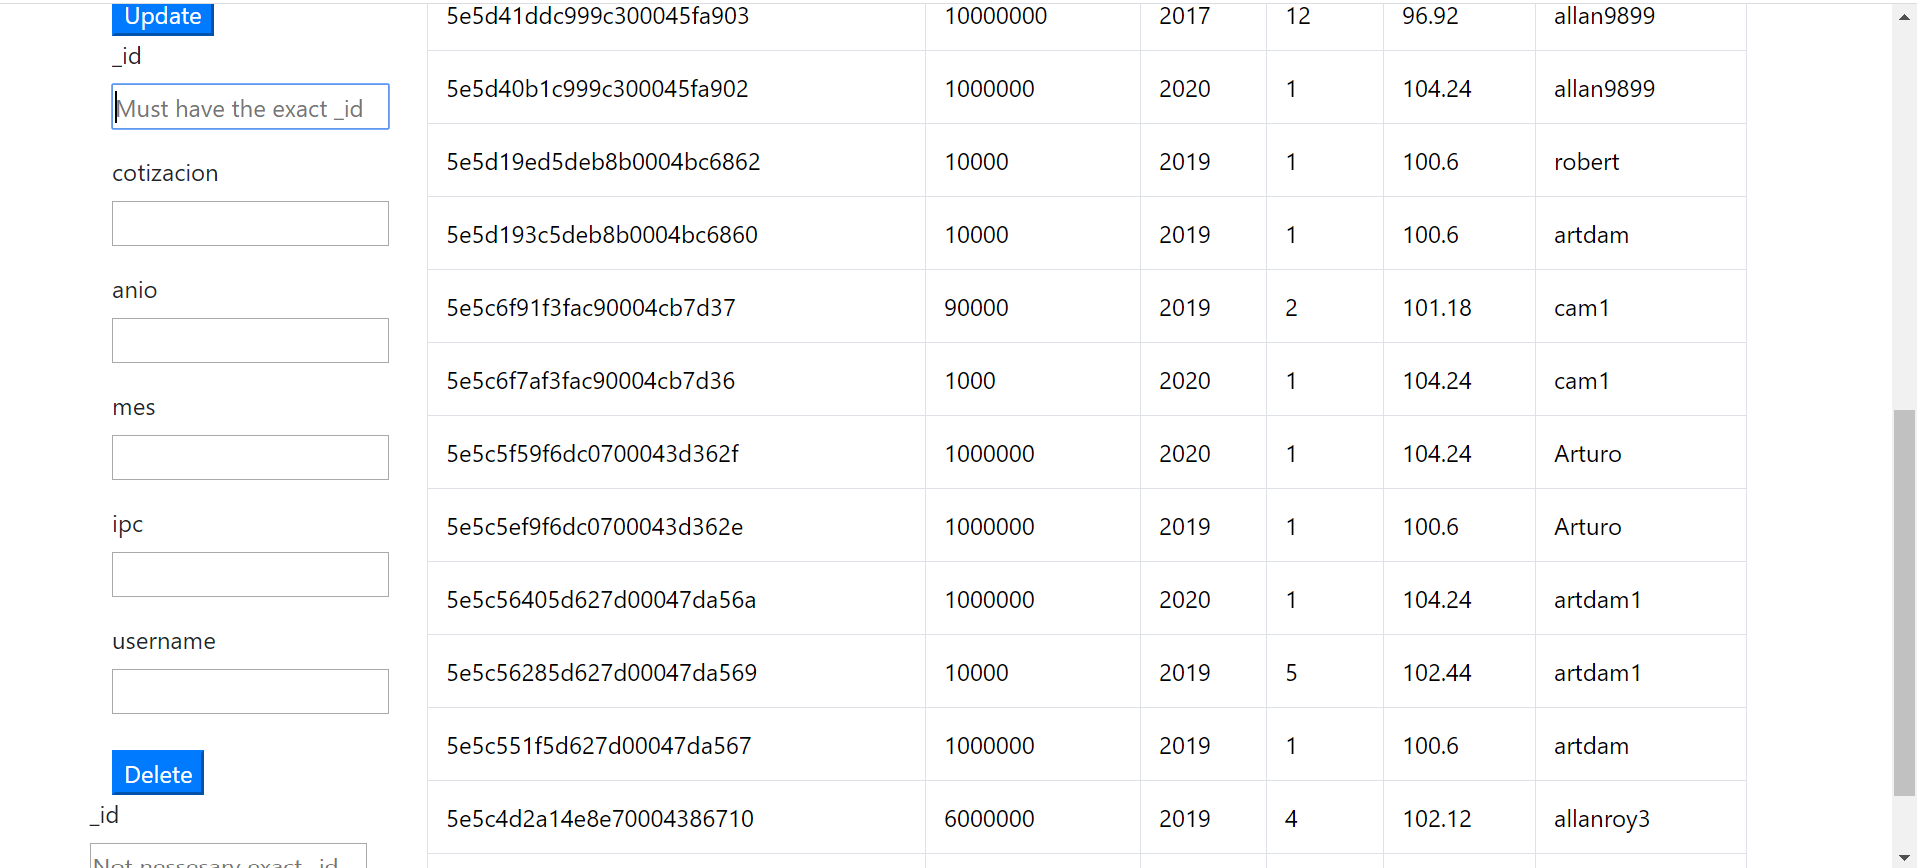 Update
_id
Must have the exact _id
cotizacion
anio
mes
ipc
username
Delete
_id
Not nessesary exact _id
5e5d41ddc999c300045fa903 10000000 2017 12 96.92 allan9899
5e5d40b1c999c300045fa902 1000000 2020 1 104.24 allan9899
5e5d19ed5deb8b0004bc6862 10000 2019 1 100.6 robert
5e5d193c5deb8b0004bc6860 10000 2019 1 100.6 artdam
5e5c6f91f3fac90004cb7d37 90000 2019 2 101.18 cam1
5e5c6f7af3fac90004cb7d36 1000 2020 1 104.24 cam1
5e5c5f59f6dc0700043d362f 1000000 2020 1 104.24 Arturo
5e5c5ef9f6dc0700043d362e 1000000 2019 1 100.6 Arturo
5e5c56405d627d00047da56a 1000000 2020 1 104.24 artdam1
5e5c56285d627d00047da569 10000 2019 5 102.44 artdam1
5e5c551f5d627d00047da567 1000000 2019 1 100.6 artdam
5e5c4d2a14e8e70004386710 6000000 2019 4 102.12 allanroy3